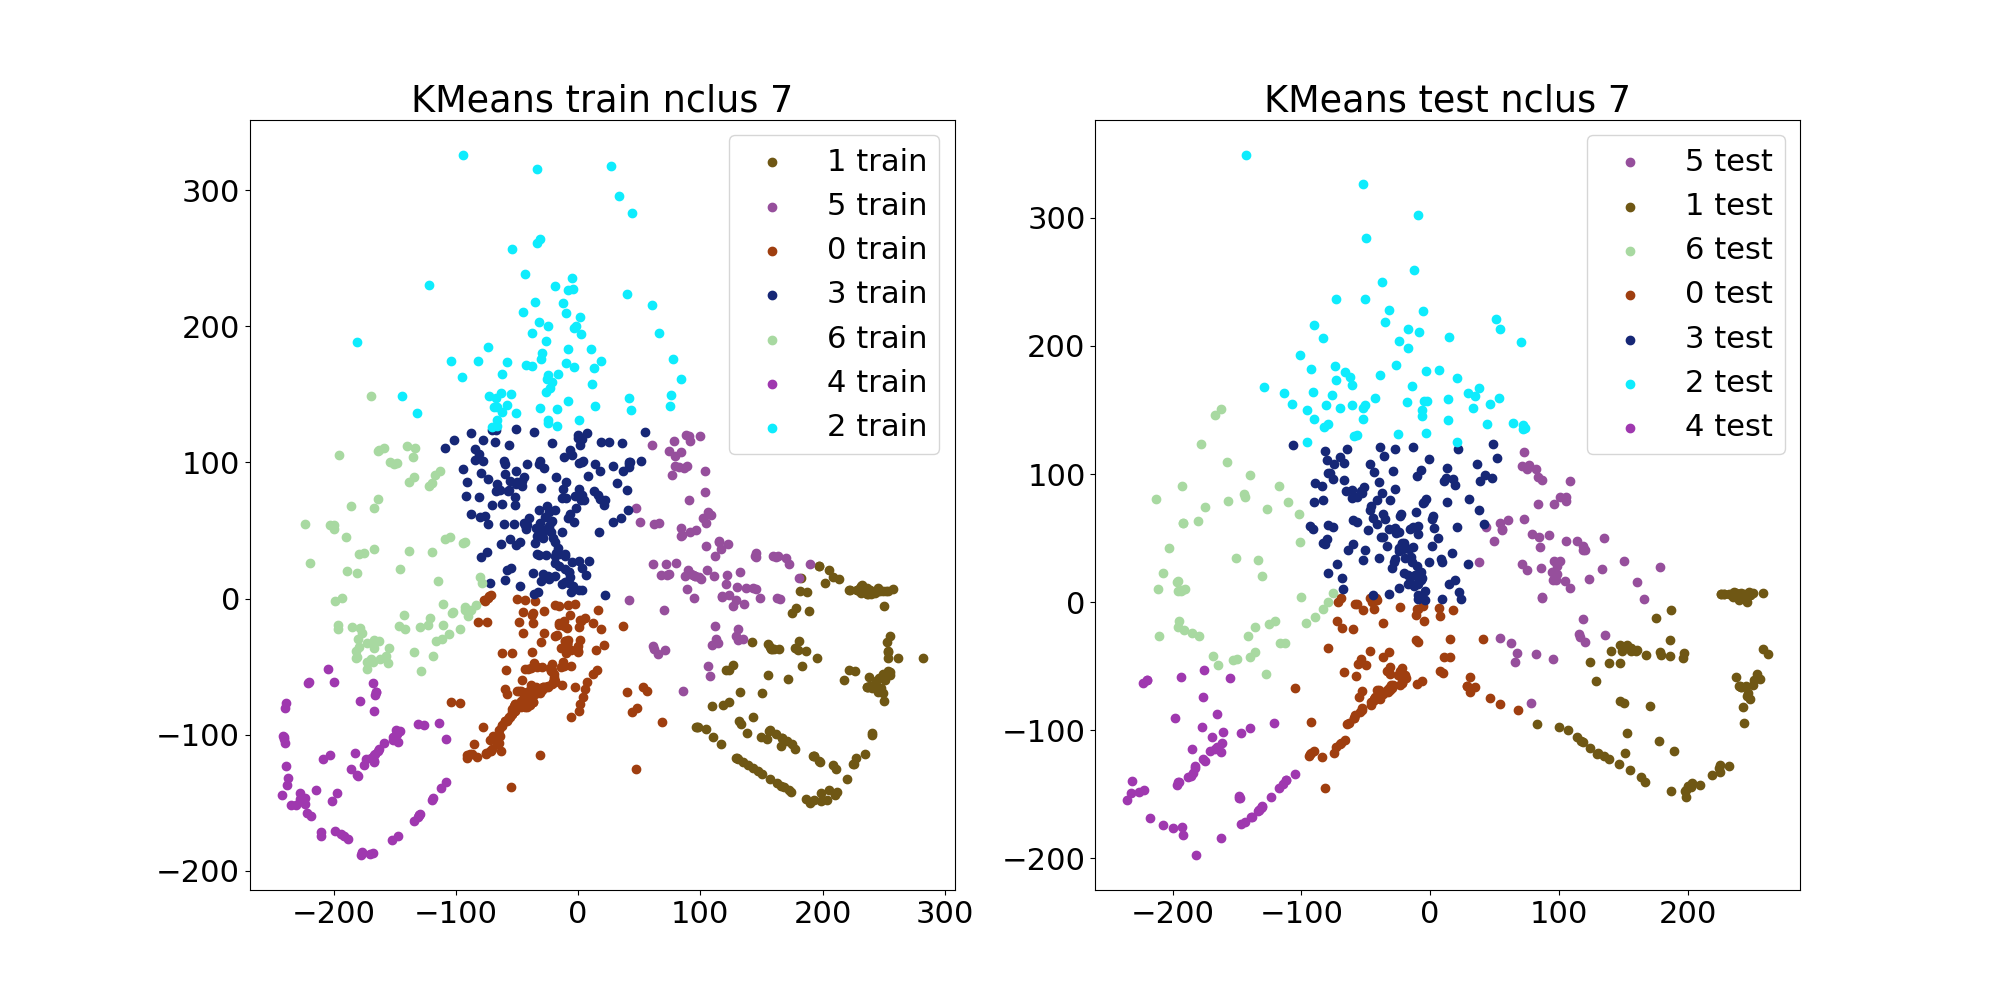 KMeans train nclus 7
1 train
5 train
0 train
3 train
6 train
4 train
2 train
300
200
100
0
−100
−200
−200 −100 0 100 200 300
KMeans test nclus 7
5 test
1 test
6 test
0 test
3 test
2 test
4 test
300
200
100
0
−100
−200
−200 −100 0 100 200